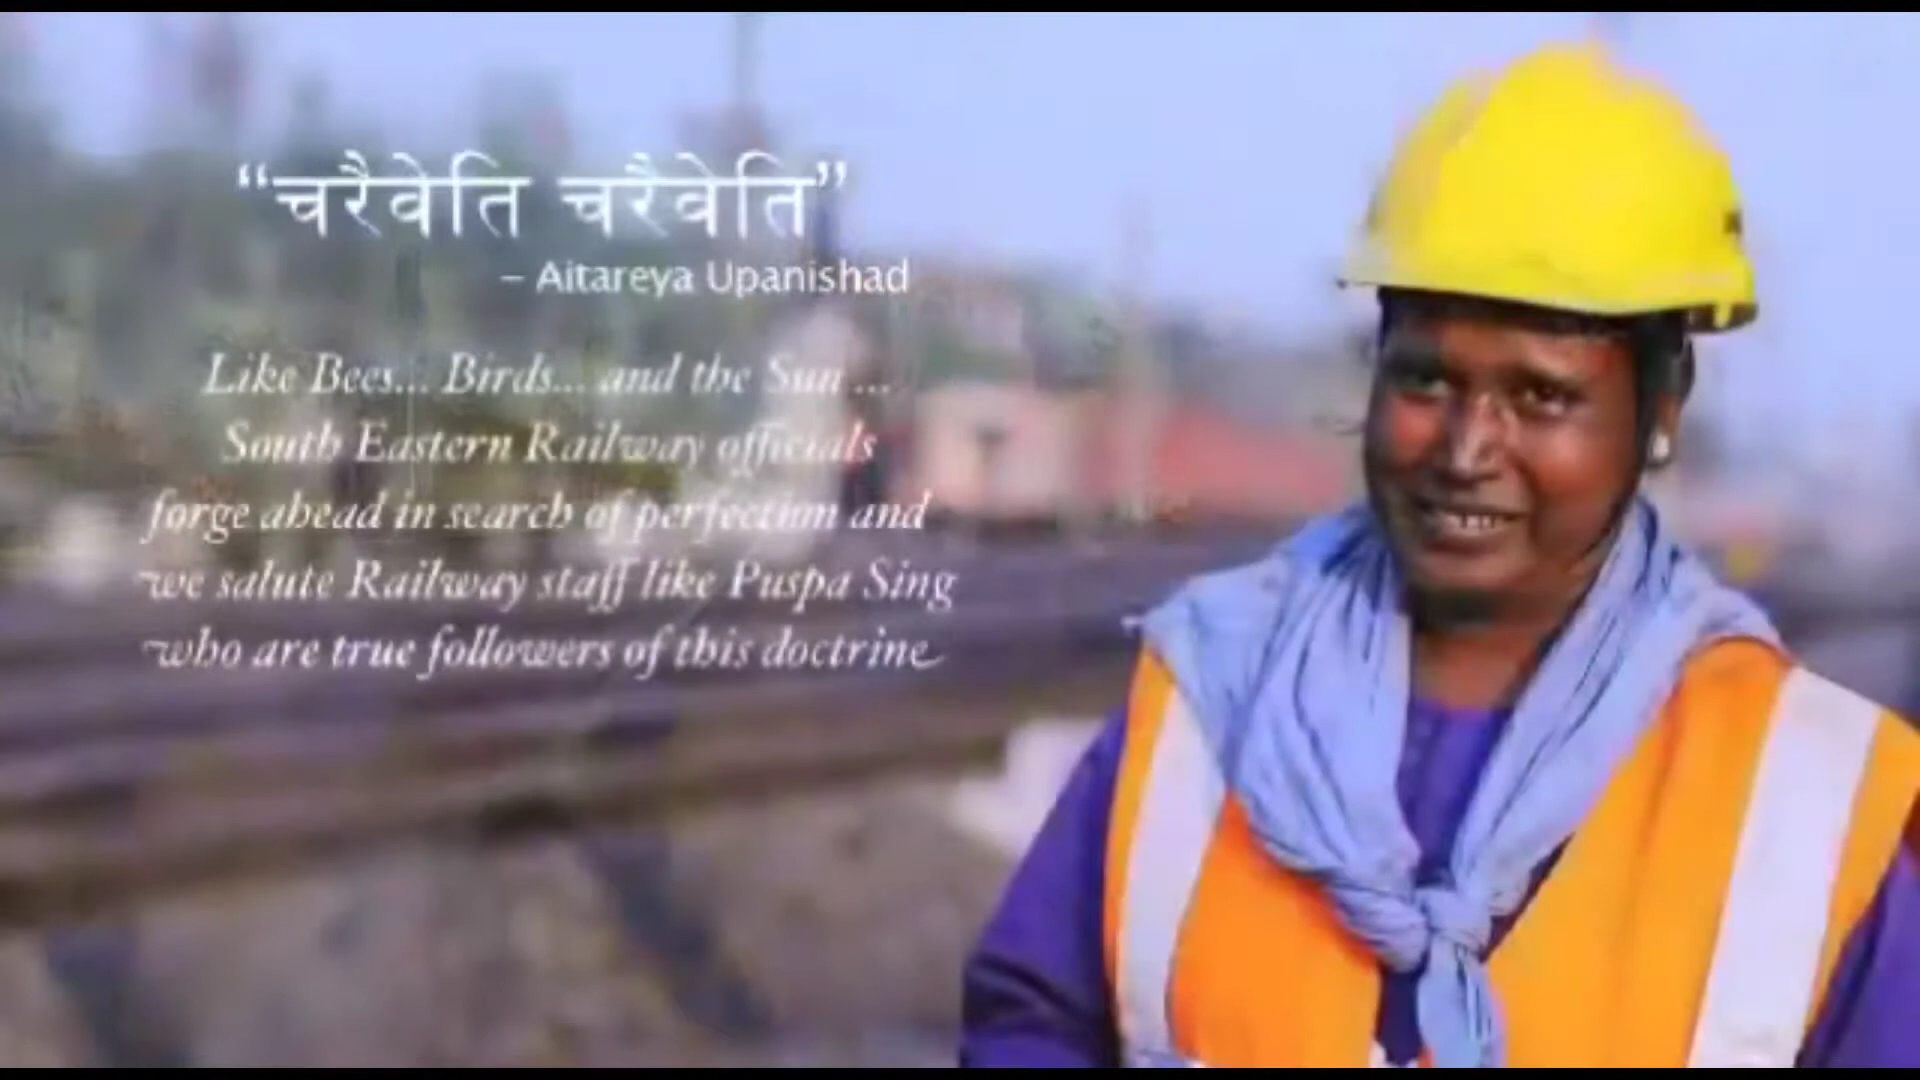 “चरैवेति चरैवेति”
– Aitareya Upanishad
Like Bees... Birds... and the Sun ...
South Eastern Railway officials
forge ahead in search of perfection and
we salute Railway staff like Puspa Sing
who are true followers of this doctrine